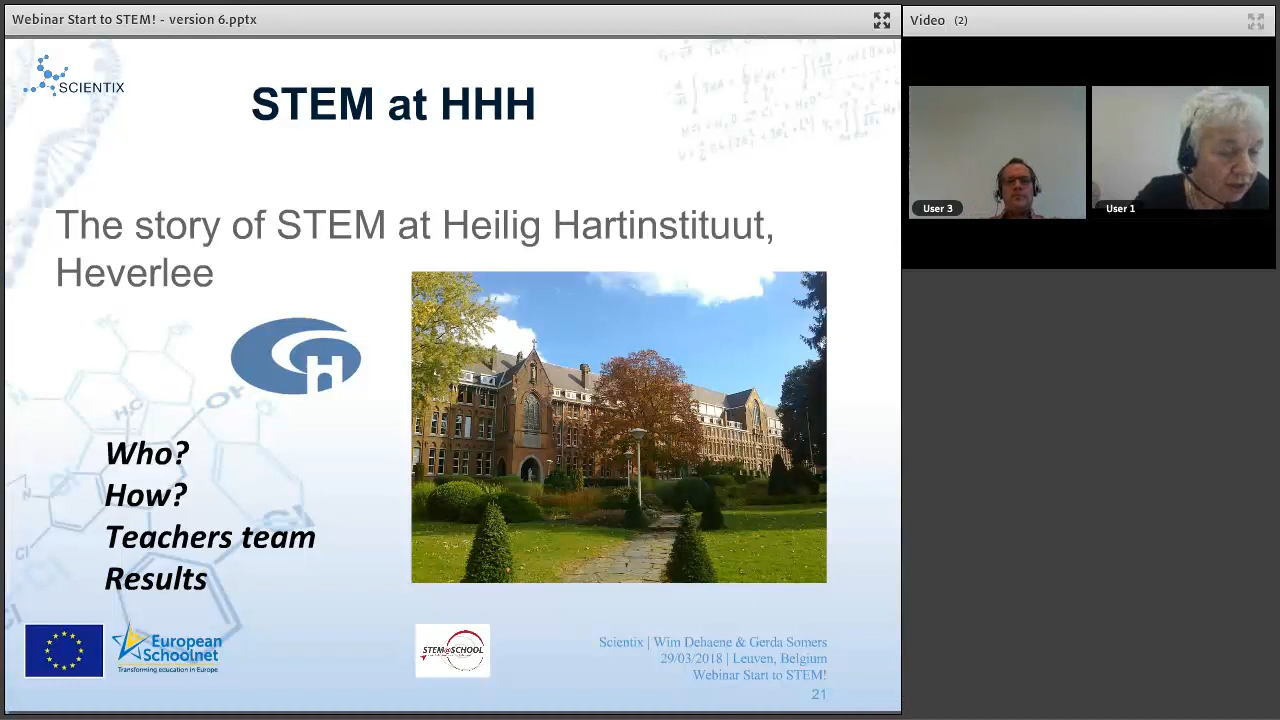 Webinar Start to STEM! - version 6.pptx
Video (2)
SCIENTIX
STEM at HHH
User 3
User 1
The story of STEM at Heilig Hartinstituut,
Heverlee
H
Who?
How?
Teachers team
Results
European
Schoolnet
Transforming education in Europe
STEM@SCHOOL
Scientix | Wim Dehaene & Gerda Somers
29/03/2018 | Leuven, Belgium
Webinar Start to STEM!
21